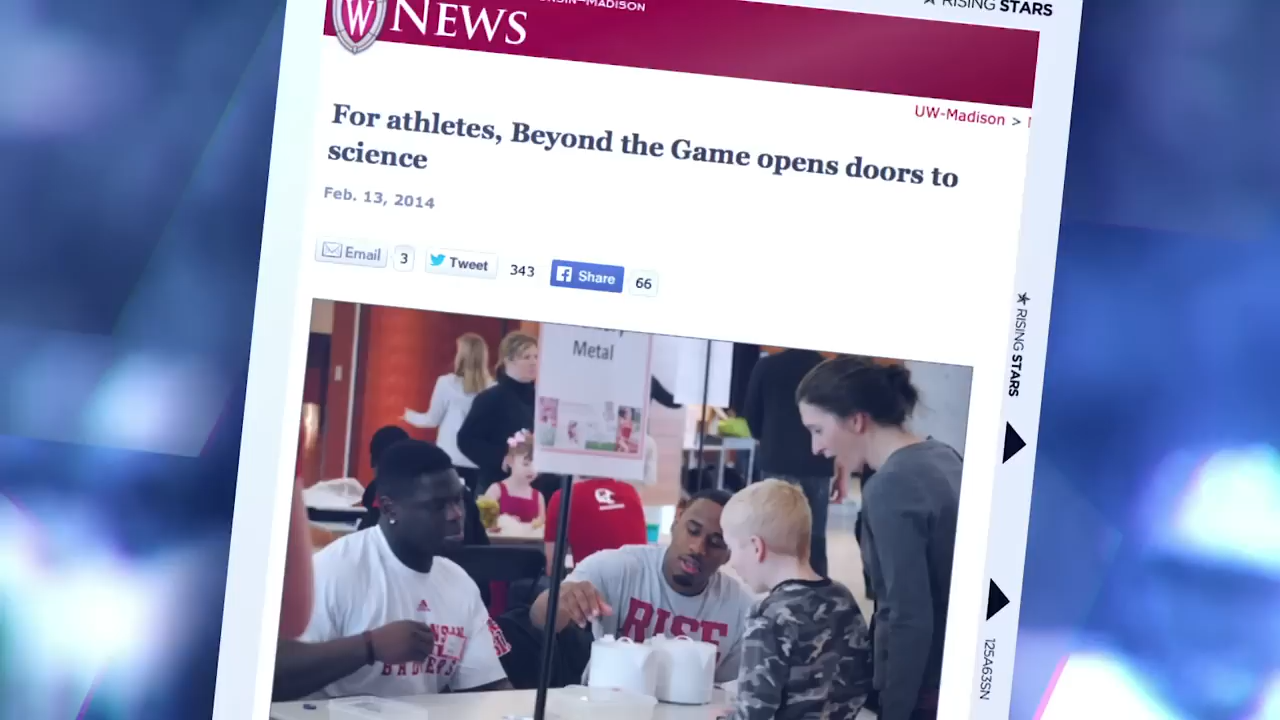 RISING STARS
W NEWS
UW-Madison >
For athletes, Beyond the Game opens doors to
science
Feb. 13, 2014
Email 3 Tweet 343 Share 66
Metal
RISE
BADGERS
RISING STARS
125A63SN